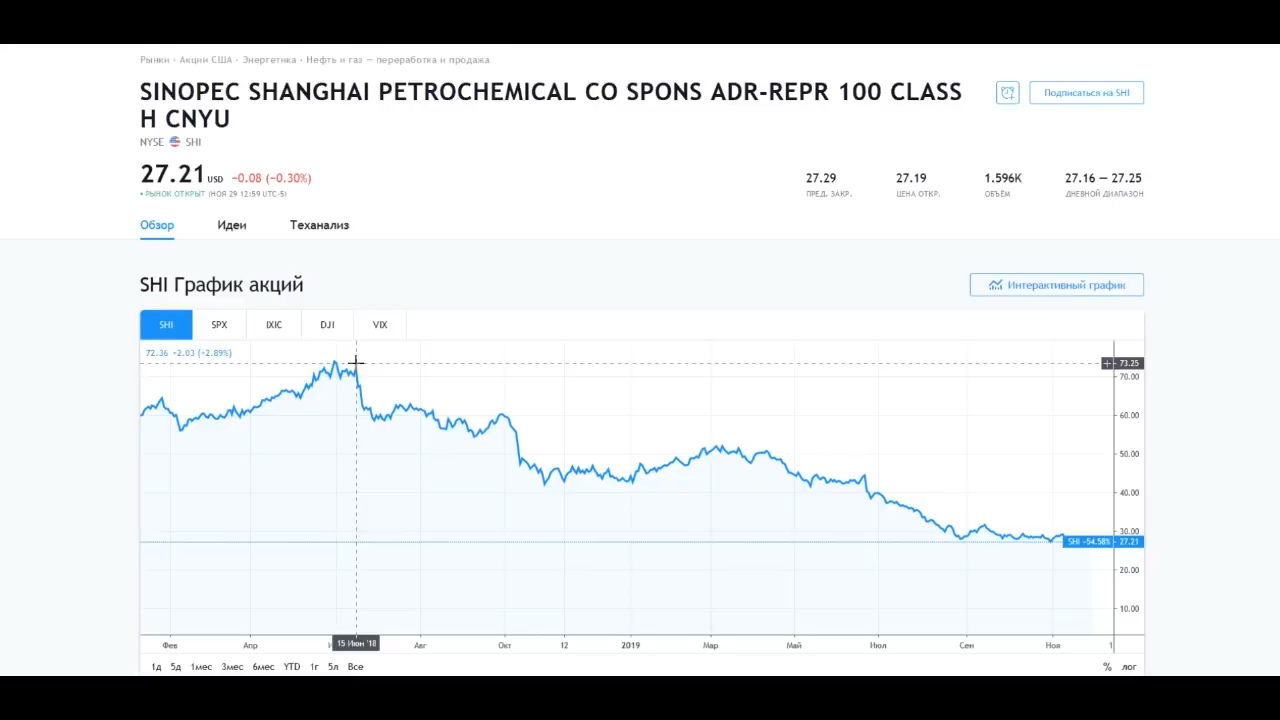 Рынки · Акции США · Энергетика · Нефть и газ — переработка и продажа
SINOPEC SHANGHAI PETROCHEMICAL CO SPONS ADR-REPR 100 CLASS
H CNYU
Подписаться на SHI
NYSE SHI
27.21 USD −0.08 (−0.30%)
• РЫНОК ОТКРЫТ (НОЯ 29 12:59 UTC-5)
27.29 27.19 1.596K 27.16 — 27.25
ПРЕД. ЗАКР. ЦЕНА ОТКР. ОБЪЁМ ДНЕВНОЙ ДИАПАЗОН
Обзор Идеи Теханализ
SHI График акций
Интерактивный график
SHI SPX IXIC DJI VIX
72.36 −2.03 (−2.89%)
73.25
70.00
60.00
50.00
40.00
30.00
SHI −54.58% 27.21
20.00
10.00
Фев Апр 15 Июн '18 Авг Окт 12 2019 Мар Май Июл Сен Ноя 1
1д 5д 1мес 3мес 6мес YTD 1г 5л Все
% лог